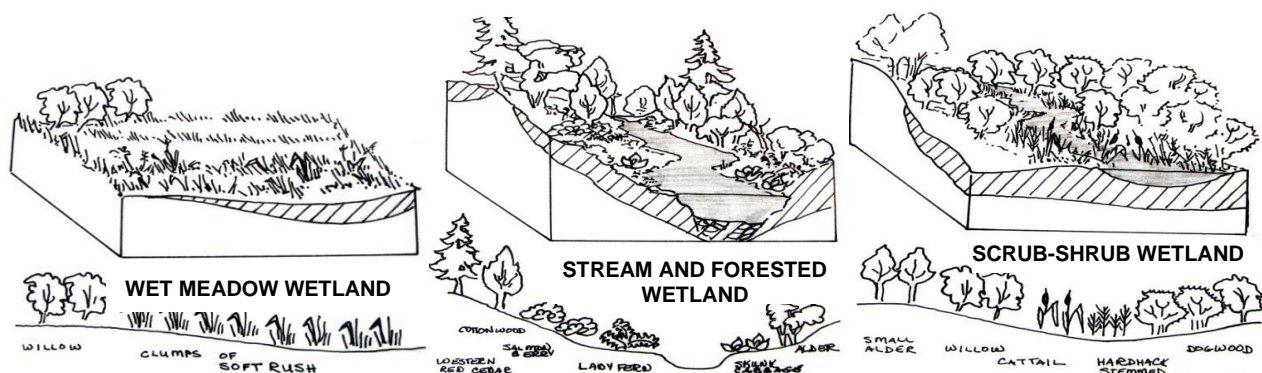 WET MEADOW WETLAND
WILLOW
CLUMPS OF
SOFT RUSH
STREAM AND FORESTED
WETLAND
COTTONWOOD
WESTERN
RED CEDAR
SALMON
BERRY
LADY FERN
SKUNK
CABBAGE
ALDER
SCRUB-SHRUB WETLAND
SMALL
ALDER
WILLOW
CATTAIL
HARDHACK
STEMMED
DOGWOOD